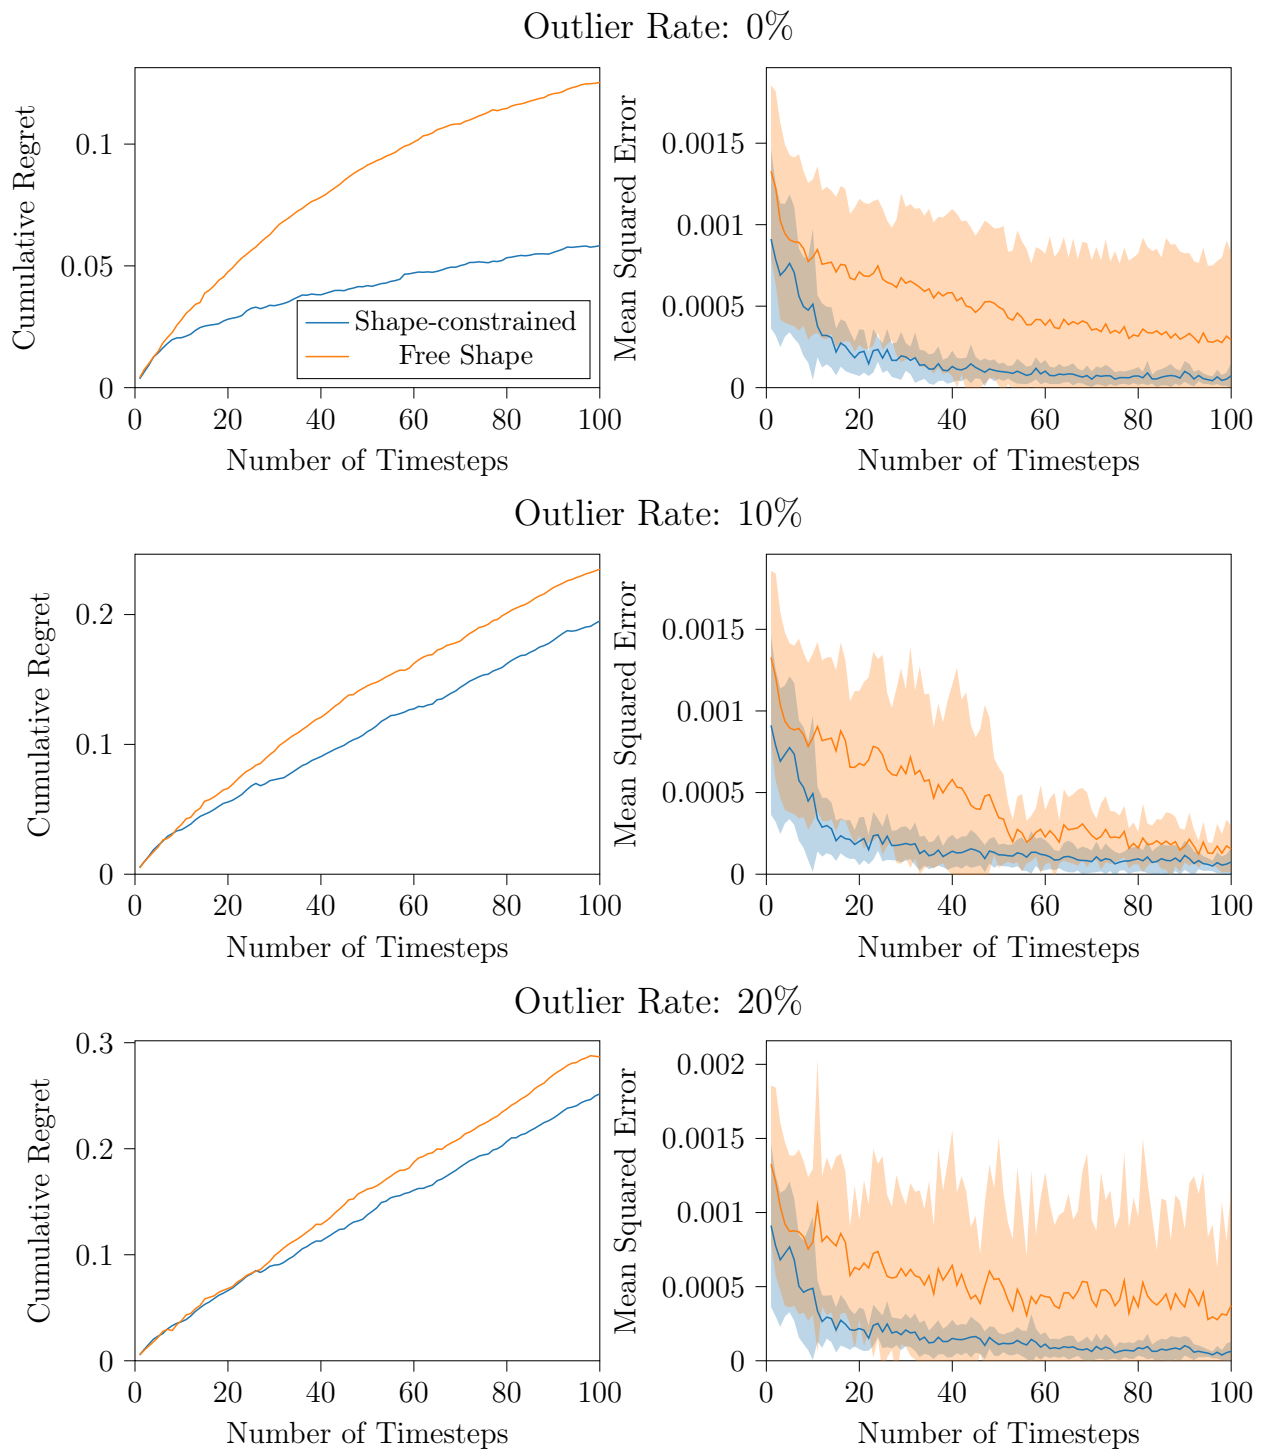 Outlier Rate: 0%
Cumulative Regret
0.1
0.05
0
0 20 40 60 80 100
Number of Timesteps
Shape-constrained
Free Shape
Mean Squared Error
0.0015
0.001
0.0005
0
0 20 40 60 80 100
Number of Timesteps
Outlier Rate: 10%
Cumulative Regret
0.2
0.1
0
0 20 40 60 80 100
Number of Timesteps
Mean Squared Error
0.0015
0.001
0.0005
0
0 20 40 60 80 100
Number of Timesteps
Outlier Rate: 20%
Cumulative Regret
0.3
0.2
0.1
0
0 20 40 60 80 100
Number of Timesteps
Mean Squared Error
0.002
0.0015
0.001
0.0005
0
0 20 40 60 80 100
Number of Timesteps